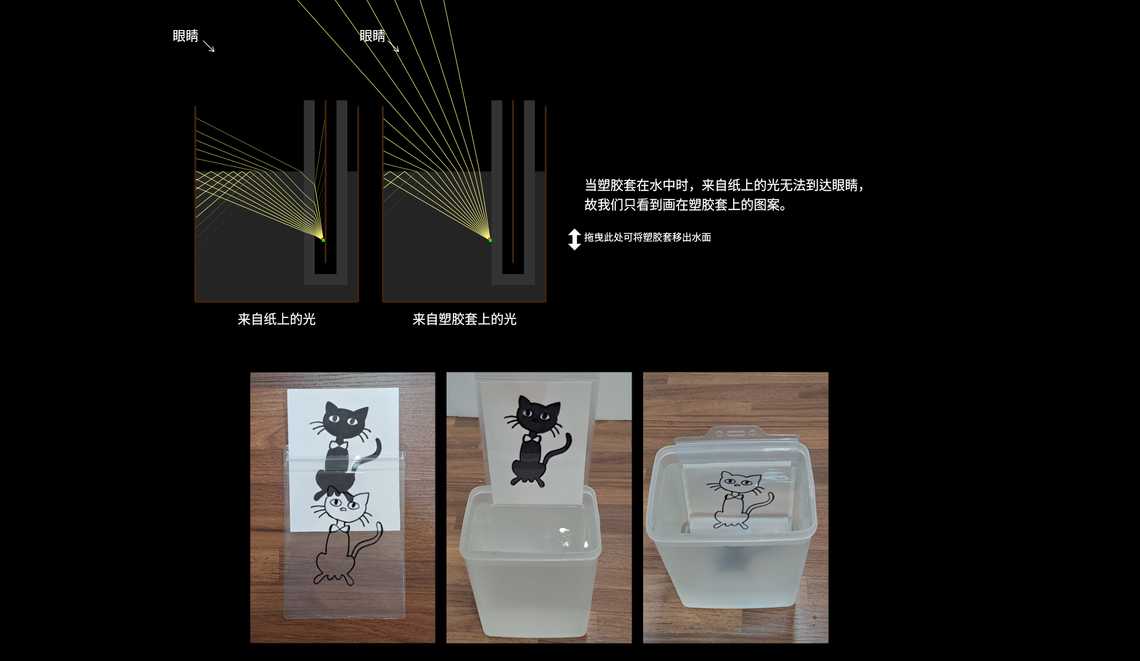 眼睛
眼睛
当塑胶套在水中时，来自纸上的光无法到达眼睛，
故我们只看到画在塑胶套上的图案。
拖曳此处可将塑胶套移出水面
来自纸上的光
来自塑胶套上的光